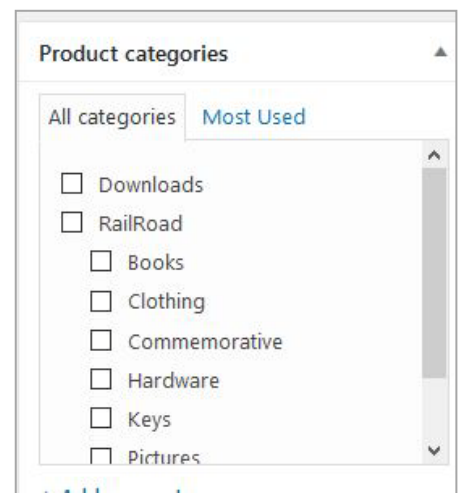 Product categories
All categories Most Used
Downloads
RailRoad
Books
Clothing
Commemorative
Hardware
Keys
Pictures